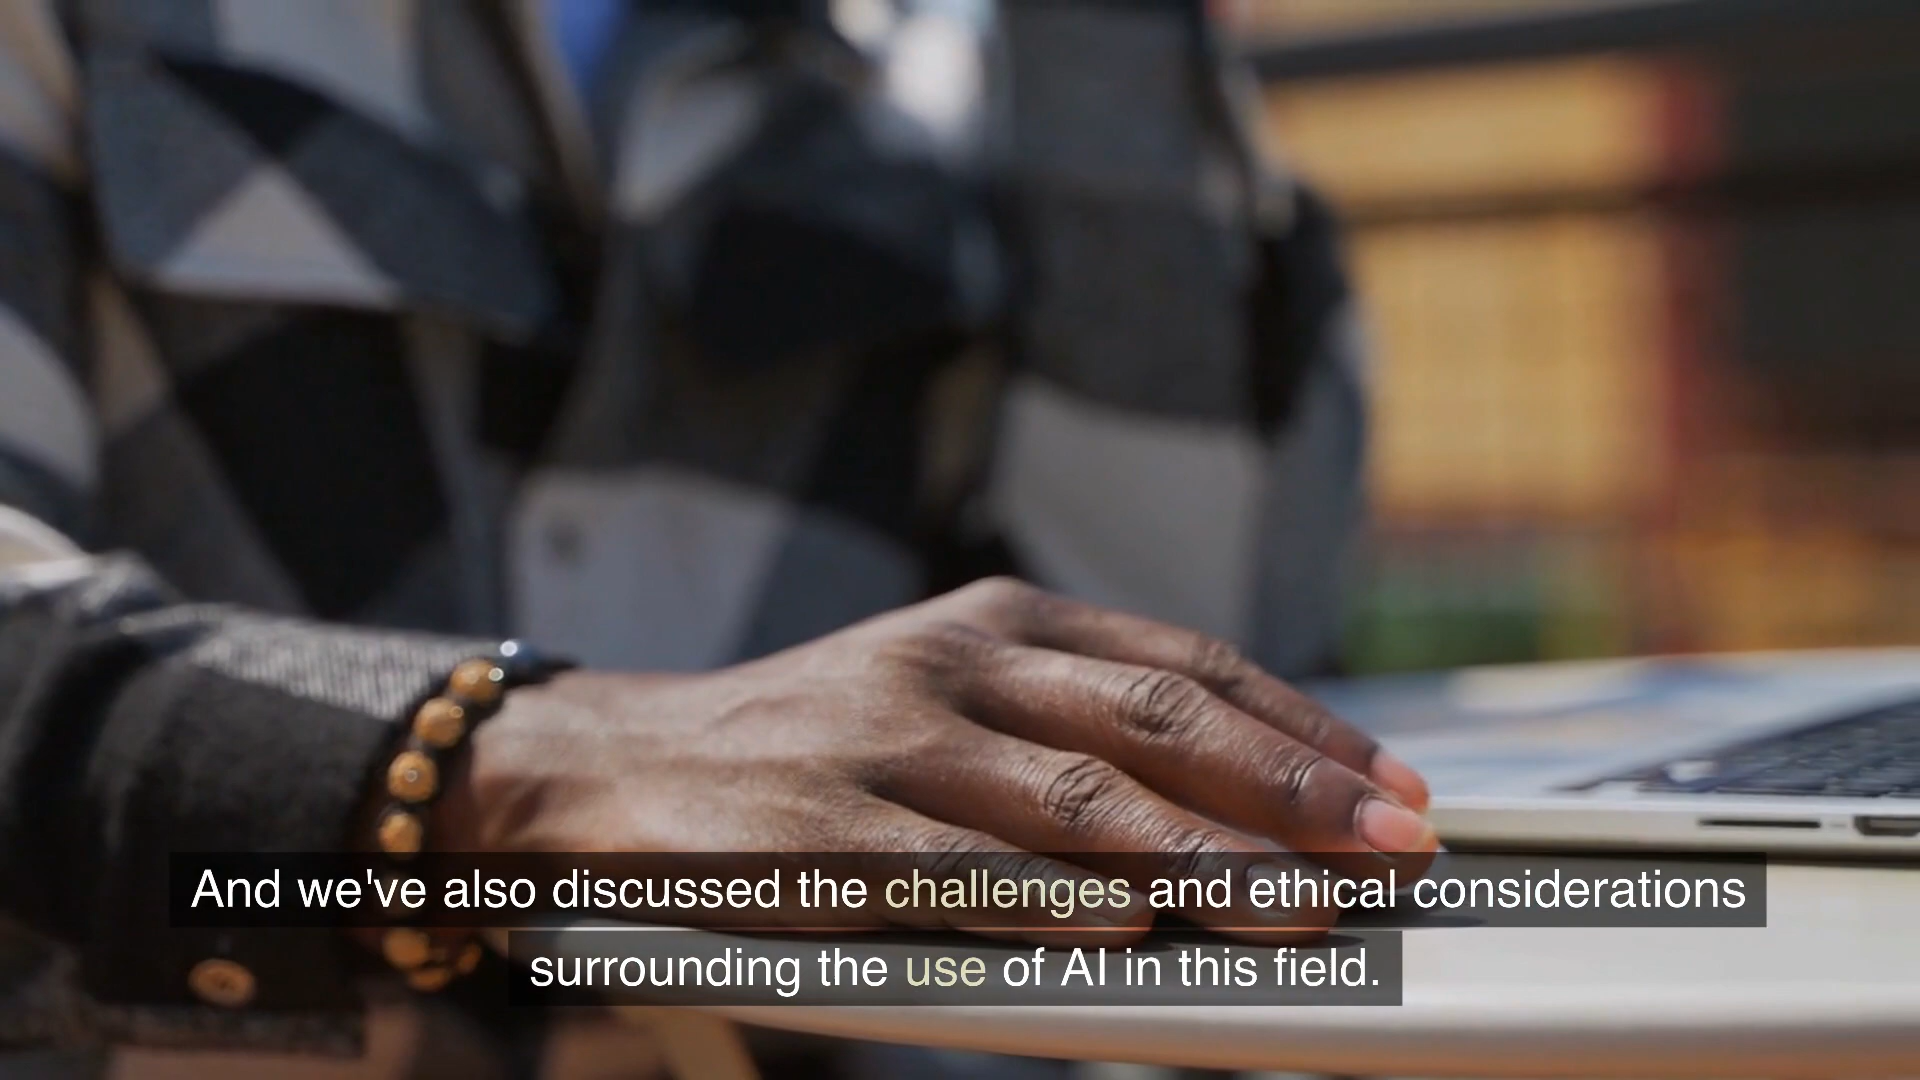 And we've also discussed the challenges and ethical considerations
surrounding the use of AI in this field.